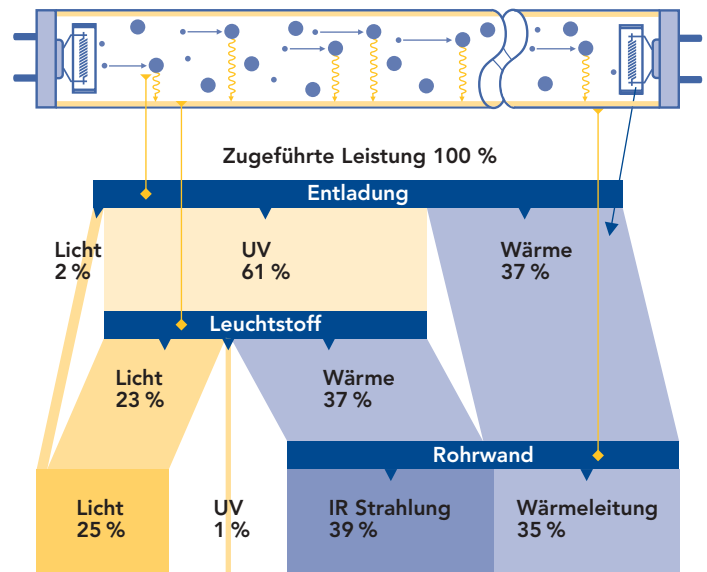 Zugeführte Leistung 100 %
Entladung
Licht
2 %
UV
61 %
Wärme
37 %
Leuchtstoff
Licht
23 %
Wärme
37 %
Rohrwand
Licht
25 %
UV
1 %
IR Strahlung
39 %
Wärmeleitung
35 %